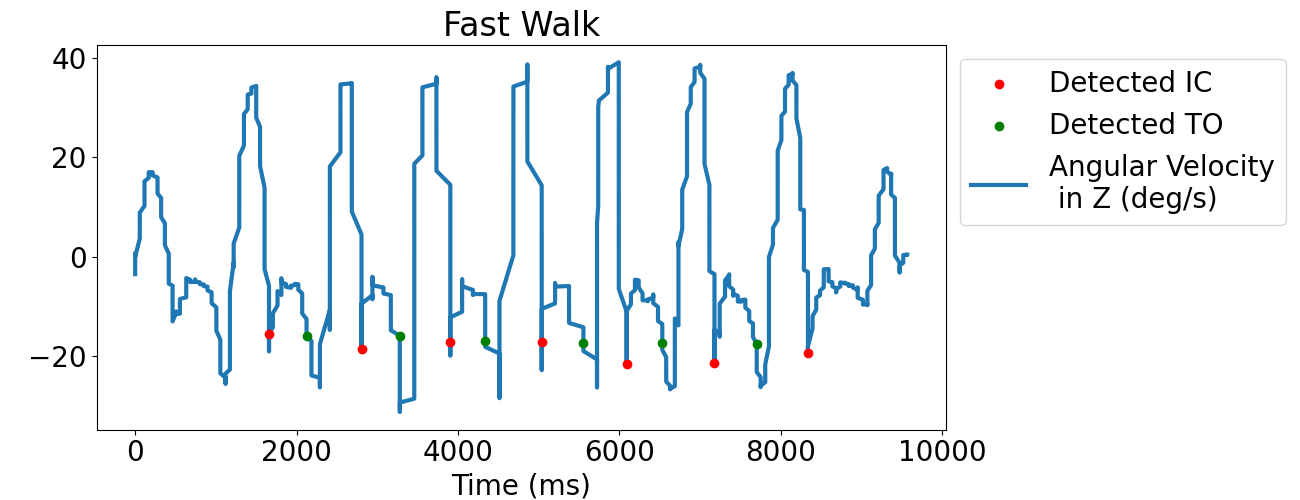 Fast Walk
40
20
0
−20
0 2000 4000 6000 8000 10000
Time (ms)
Detected IC
Detected TO
Angular Velocity
in Z (deg/s)